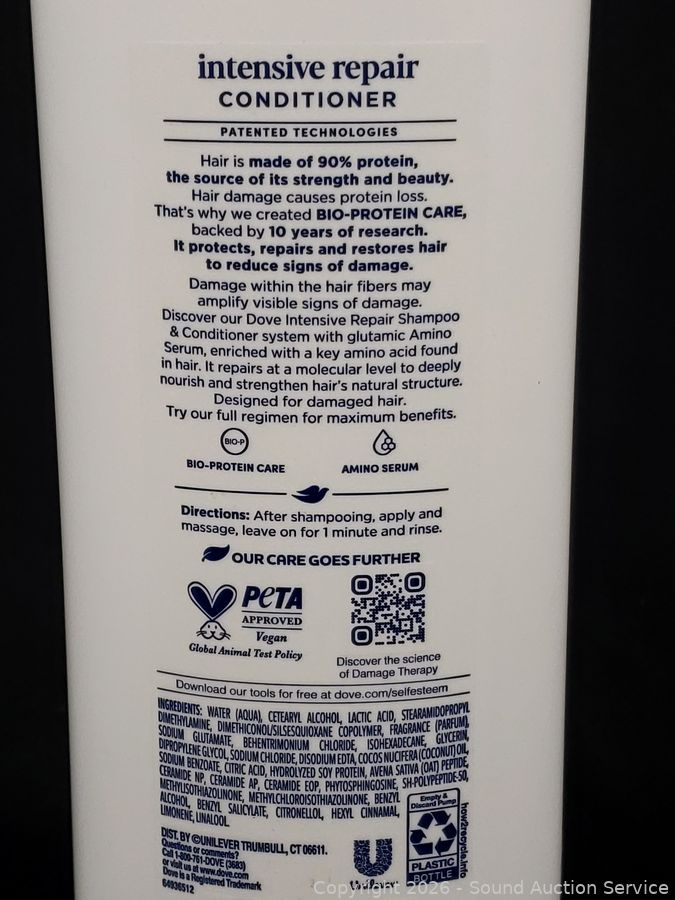 intensive repair
CONDITIONER
PATENTED TECHNOLOGIES
Hair is made of 90% protein,
the source of its strength and beauty.
Hair damage causes protein loss.
That's why we created BIO-PROTEIN CARE,
backed by 10 years of research.
It protects, repairs and restores hair
to reduce signs of damage.
Damage within the hair fibers may
amplify visible signs of damage.
Discover our Dove Intensive Repair Shampoo
& Conditioner system with glutamic Amino
Serum, enriched with a key amino acid found
in hair. It repairs at a molecular level to deeply
nourish and strengthen hair's natural structure.
Designed for damaged hair.
Try our full regimen for maximum benefits.
BIO-P
BIO-PROTEIN CARE
AMINO SERUM
Directions: After shampooing, apply and
massage, leave on for 1 minute and rinse.
OUR CARE GOES FURTHER
PETA
APPROVED
Vegan
Global Animal Test Policy
Discover the science
of Damage Therapy
Download our tools for free at dove.com/selfesteem
INGREDIENTS: WATER (AQUA), CETEARYL ALCOHOL, LACTIC ACID, STEARAMIDOPROPYL
DIMETHYLAMINE, DIMETHICONOL/SILSESQUIOXANE COPOLYMER, FRAGRANCE (PARFUM),
SODIUM GLUTAMATE, BEHENTRIMONIUM CHLORIDE, ISOHEXADECANE, GLYCERIN,
DIPROPYLENE GLYCOL, SODIUM CHLORIDE, DISODIUM EDTA, COCOS NUCIFERA (COCONUT) OIL,
SODIUM BENZOATE, CITRIC ACID, HYDROLYZED SOY PROTEIN, AVENA SATIVA (OAT) PEPTIDE,
CERAMIDE NP, CERAMIDE AP, CERAMIDE EOP, PHYTOSPHINGOSINE, SH-POLYPEPTIDE-50,
METHYLISOTHIAZOLINONE, METHYLCHLOROISOTHIAZOLINONE, BENZYL
ALCOHOL, BENZYL SALICYLATE, CITRONELLOL, HEXYL CINNAMAL,
LIMONENE, LINALOOL.
DIST. BY ©UNILEVER TRUMBULL, CT 06611.
Questions or comments?
Call 1-800-761-DOVE (3683)
or visit us at www.dove.com
Dove is a Registered Trademark
64936512
Unilever
Empty &
Discard Pump
PLASTIC
BOTTLE
how2recycle.info
Copyright 2026 - Sound Auction Service